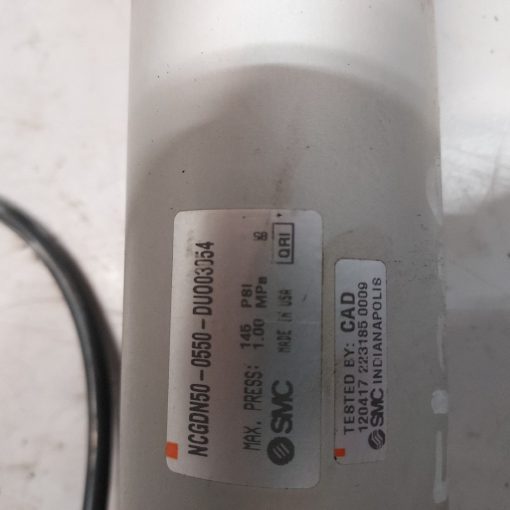 NCGDN50-0550-DUO03054
MAX. PRESS: 145 PSI
1.00 MPa
SMC MADE IN USA
QRI
TESTED BY: CAD
120417 223185 0009
SMC INDIANAPOLIS